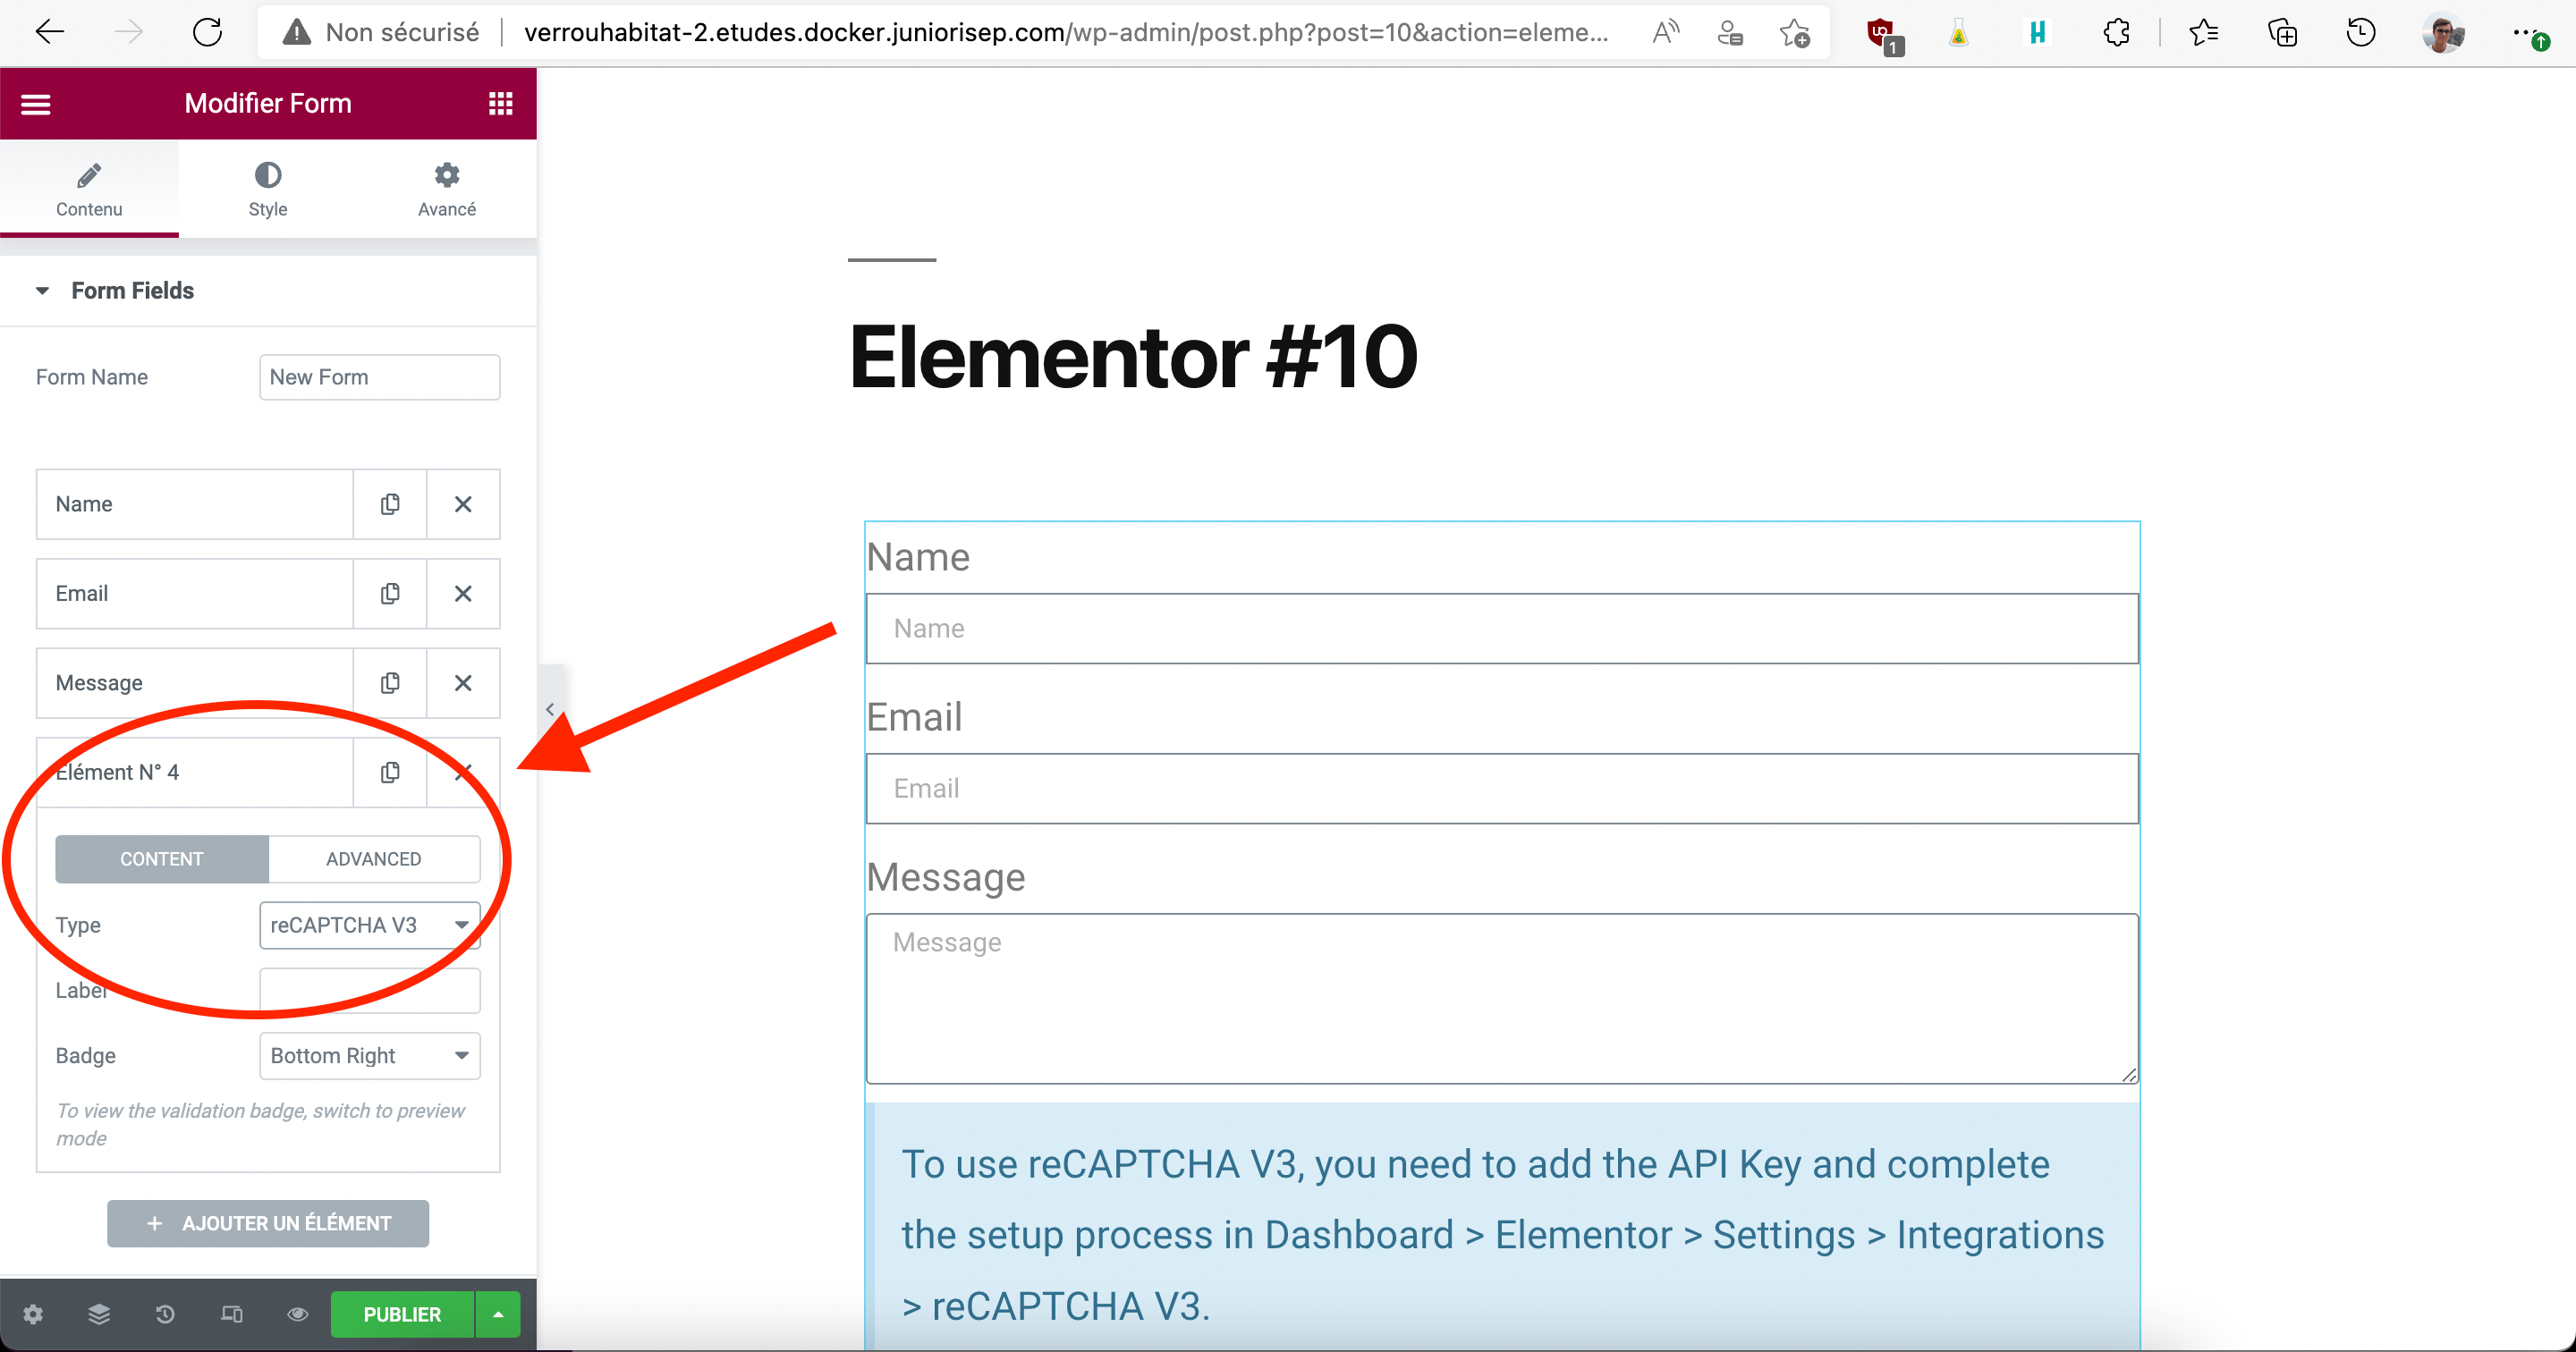 Non sécurisé
verrouhabitat-2.etudes.docker.juniorisep.com/wp-admin/post.php?post=10&action=eleme...
1
Modifier Form
Contenu
Style
Avancé
Form Fields
Form Name
New Form
Name
Email
Message
Elément N° 4
CONTENT
ADVANCED
Type
reCAPTCHA V3
Label
Badge
Bottom Right
To view the validation badge, switch to preview
mode
+ AJOUTER UN ÉLÉMENT
PUBLIER
Elementor #10
Name
Name
Email
Email
Message
Message
To use reCAPTCHA V3, you need to add the API Key and complete
the setup process in Dashboard > Elementor > Settings > Integrations
> reCAPTCHA V3.